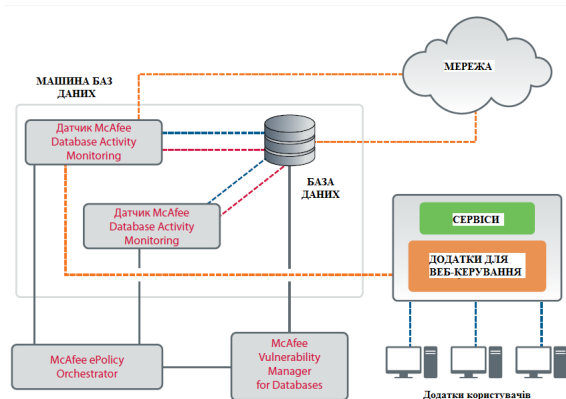 МАШИНА БАЗ
ДАНИХ
МЕРЕЖА
Датчик McAfee
Database Activity
Monitoring
БАЗА
ДАНИХ
Датчик McAfee
Database Activity
Monitoring
СЕРВІСИ
ДОДАТКИ ДЛЯ
ВЕБ-КЕРУВАННЯ
McAfee ePolicy
Orchestrator
McAfee
Vulnerability
Manager
for Databases
Додатки користувачів